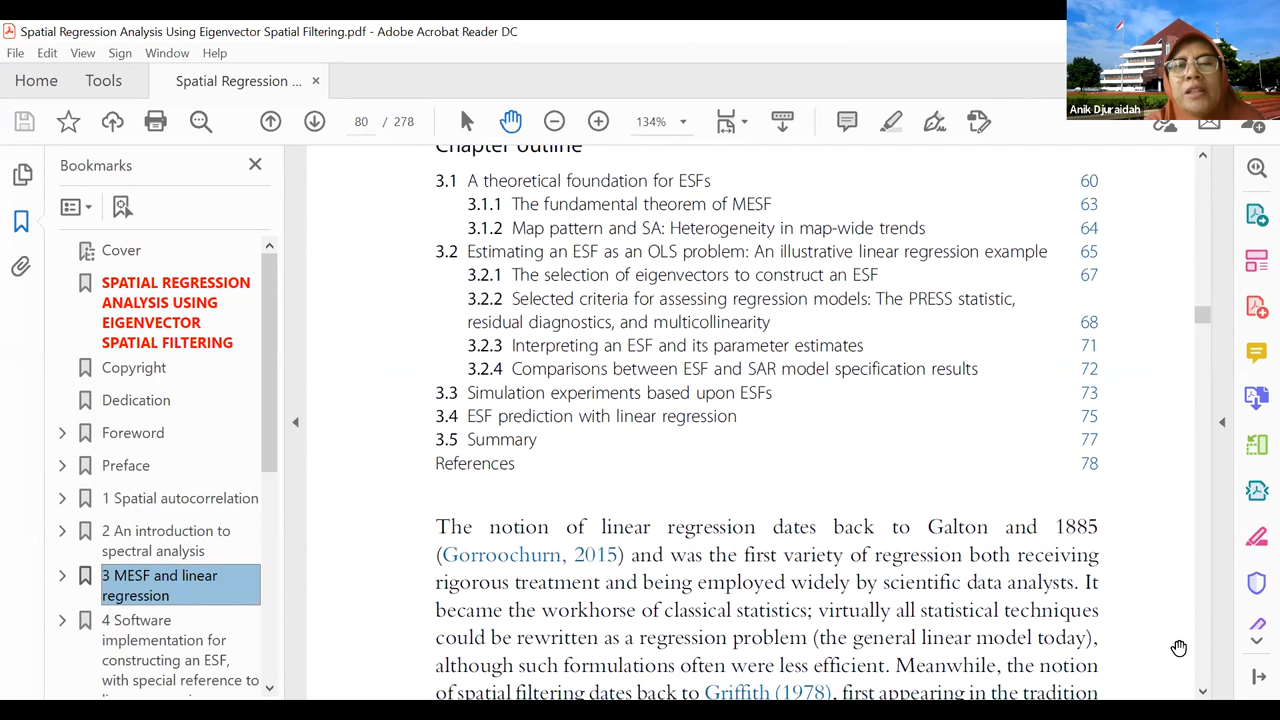 Spatial Regression Analysis Using Eigenvector Spatial Filtering.pdf - Adobe Acrobat Reader DC
File Edit View Sign Window Help
Home Tools Spatial Regression ... ×
80 / 278 134%
Anik Djuraidah
Bookmarks
Cover
SPATIAL REGRESSION
ANALYSIS USING
EIGENVECTOR
SPATIAL FILTERING
Copyright
Dedication
Foreword
Preface
1 Spatial autocorrelation
2 An introduction to
spectral analysis
3 MESF and linear
regression
4 Software
implementation for
constructing an ESF,
with special reference to
Chapter outline
3.1 A theoretical foundation for ESFs 60
3.1.1 The fundamental theorem of MESF 63
3.1.2 Map pattern and SA: Heterogeneity in map-wide trends 64
3.2 Estimating an ESF as an OLS problem: An illustrative linear regression example 65
3.2.1 The selection of eigenvectors to construct an ESF 67
3.2.2 Selected criteria for assessing regression models: The PRESS statistic,
residual diagnostics, and multicollinearity 68
3.2.3 Interpreting an ESF and its parameter estimates 71
3.2.4 Comparisons between ESF and SAR model specification results 72
3.3 Simulation experiments based upon ESFs 73
3.4 ESF prediction with linear regression 75
3.5 Summary 77
References 78
The notion of linear regression dates back to Galton and 1885
(Gorroochurn, 2015) and was the first variety of regression both receiving
rigorous treatment and being employed widely by scientific data analysts. It
became the workhorse of classical statistics; virtually all statistical techniques
could be rewritten as a regression problem (the general linear model today),
although such formulations often were less efficient. Meanwhile, the notion
of spatial filtering dates back to Griffith (1978), first appearing in the tradition